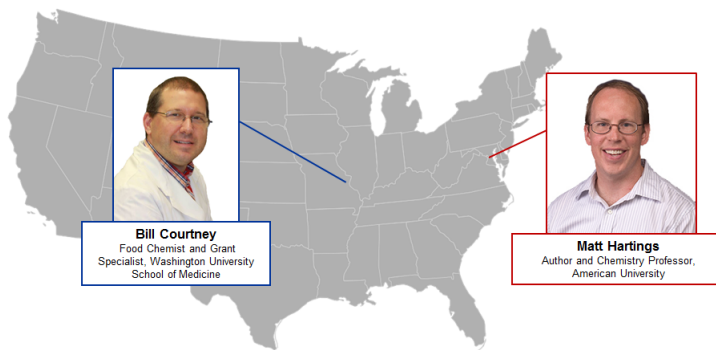 Bill Courtney
Food Chemist and Grant
Specialist, Washington University
School of Medicine
Matt Hartings
Author and Chemistry Professor,
American University